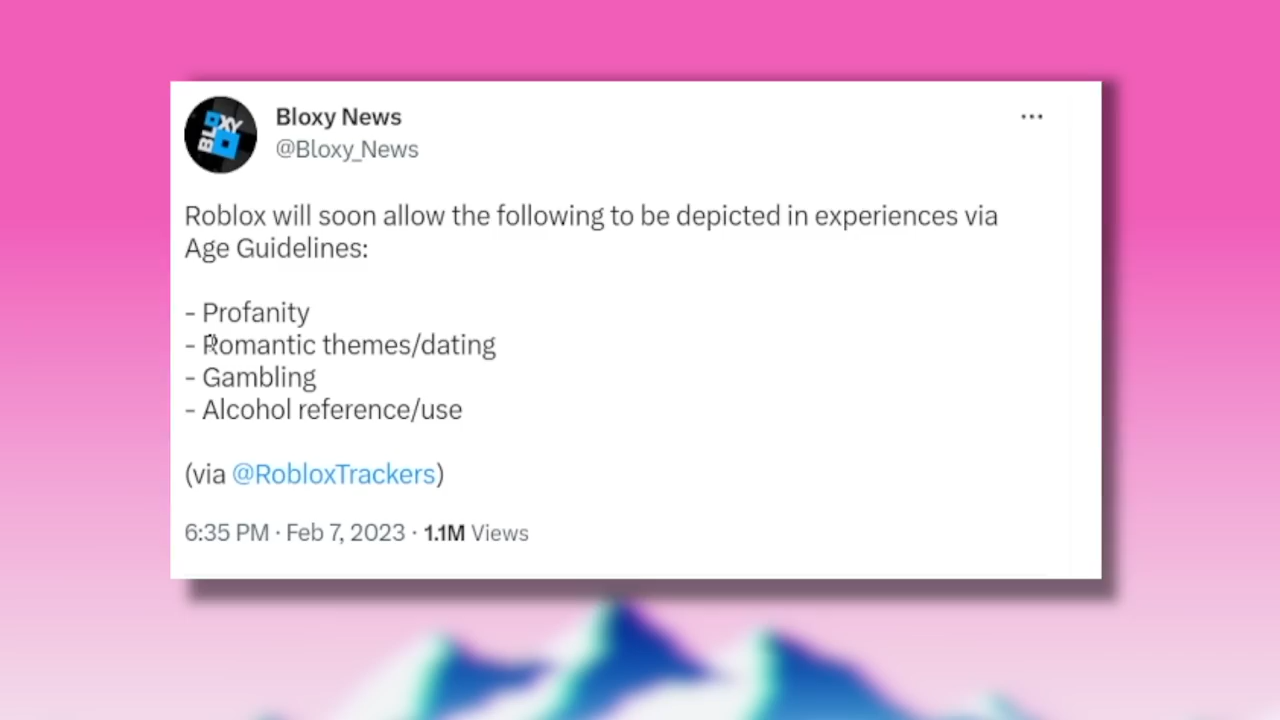 BLOXY
Bloxy News
@Bloxy_News
Roblox will soon allow the following to be depicted in experiences via
Age Guidelines:
- Profanity
- Romantic themes/dating
- Gambling
- Alcohol reference/use
(via @RobloxTrackers)
6:35 PM · Feb 7, 2023 · 1.1M Views